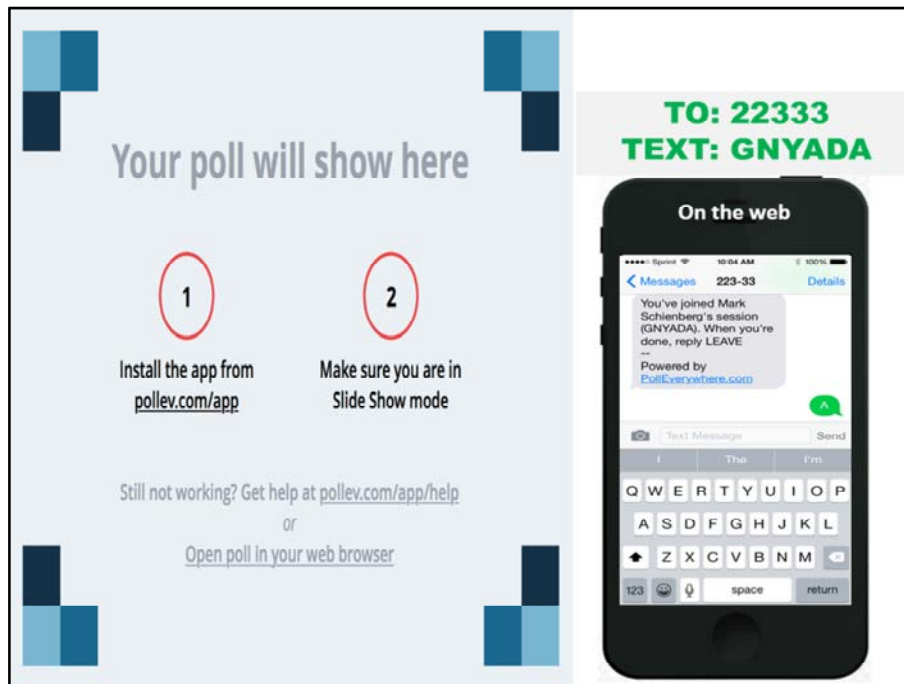 Your poll will show here
1
2
Install the app from
pollev.com/app
Make sure you are in
Slide Show mode
Still not working? Get help at pollev.com/app/help
or
Open poll in your web browser
TO: 22333
TEXT: GNYADA
On the web
Sprint 10:04 AM 100%
Messages 223-33 Details
You've joined Mark
Schienberg's session
(GNYADA). When you're
done, reply LEAVE
--
Powered by
PollEverywhere.com
^
Text Message Send
I The I'm
Q W E R T Y U I O P
A S D F G H J K L
Z X C V B N M
123 space return